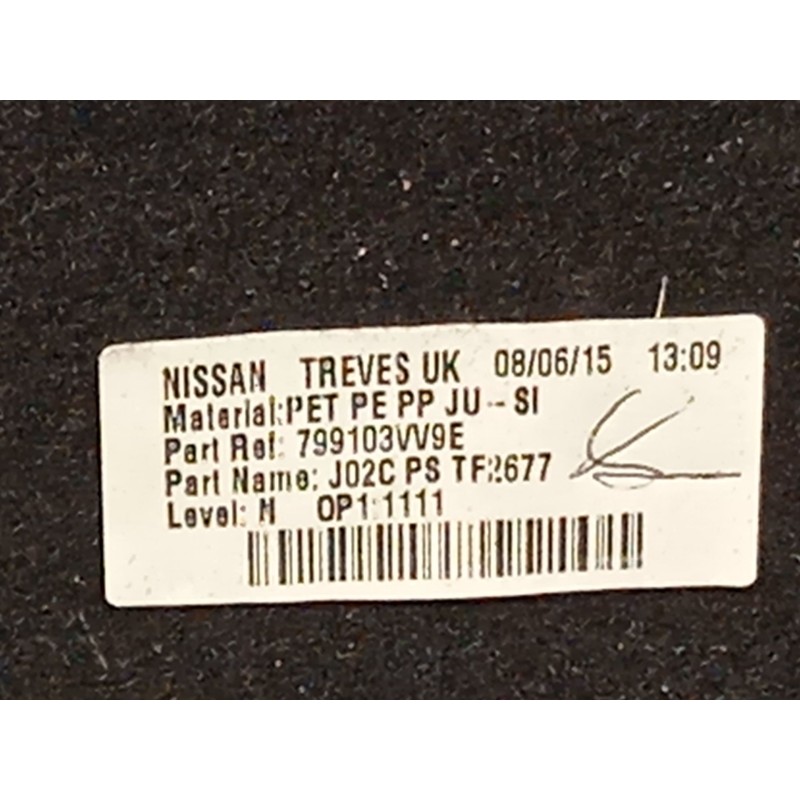 NISSAN TREVES UK 08/06/15 13:09
Material:PET PE PP JU -- SI
Part Ref: 799103VV9E
Part Name: J02C PS TF2677
Level: N OP1:1111